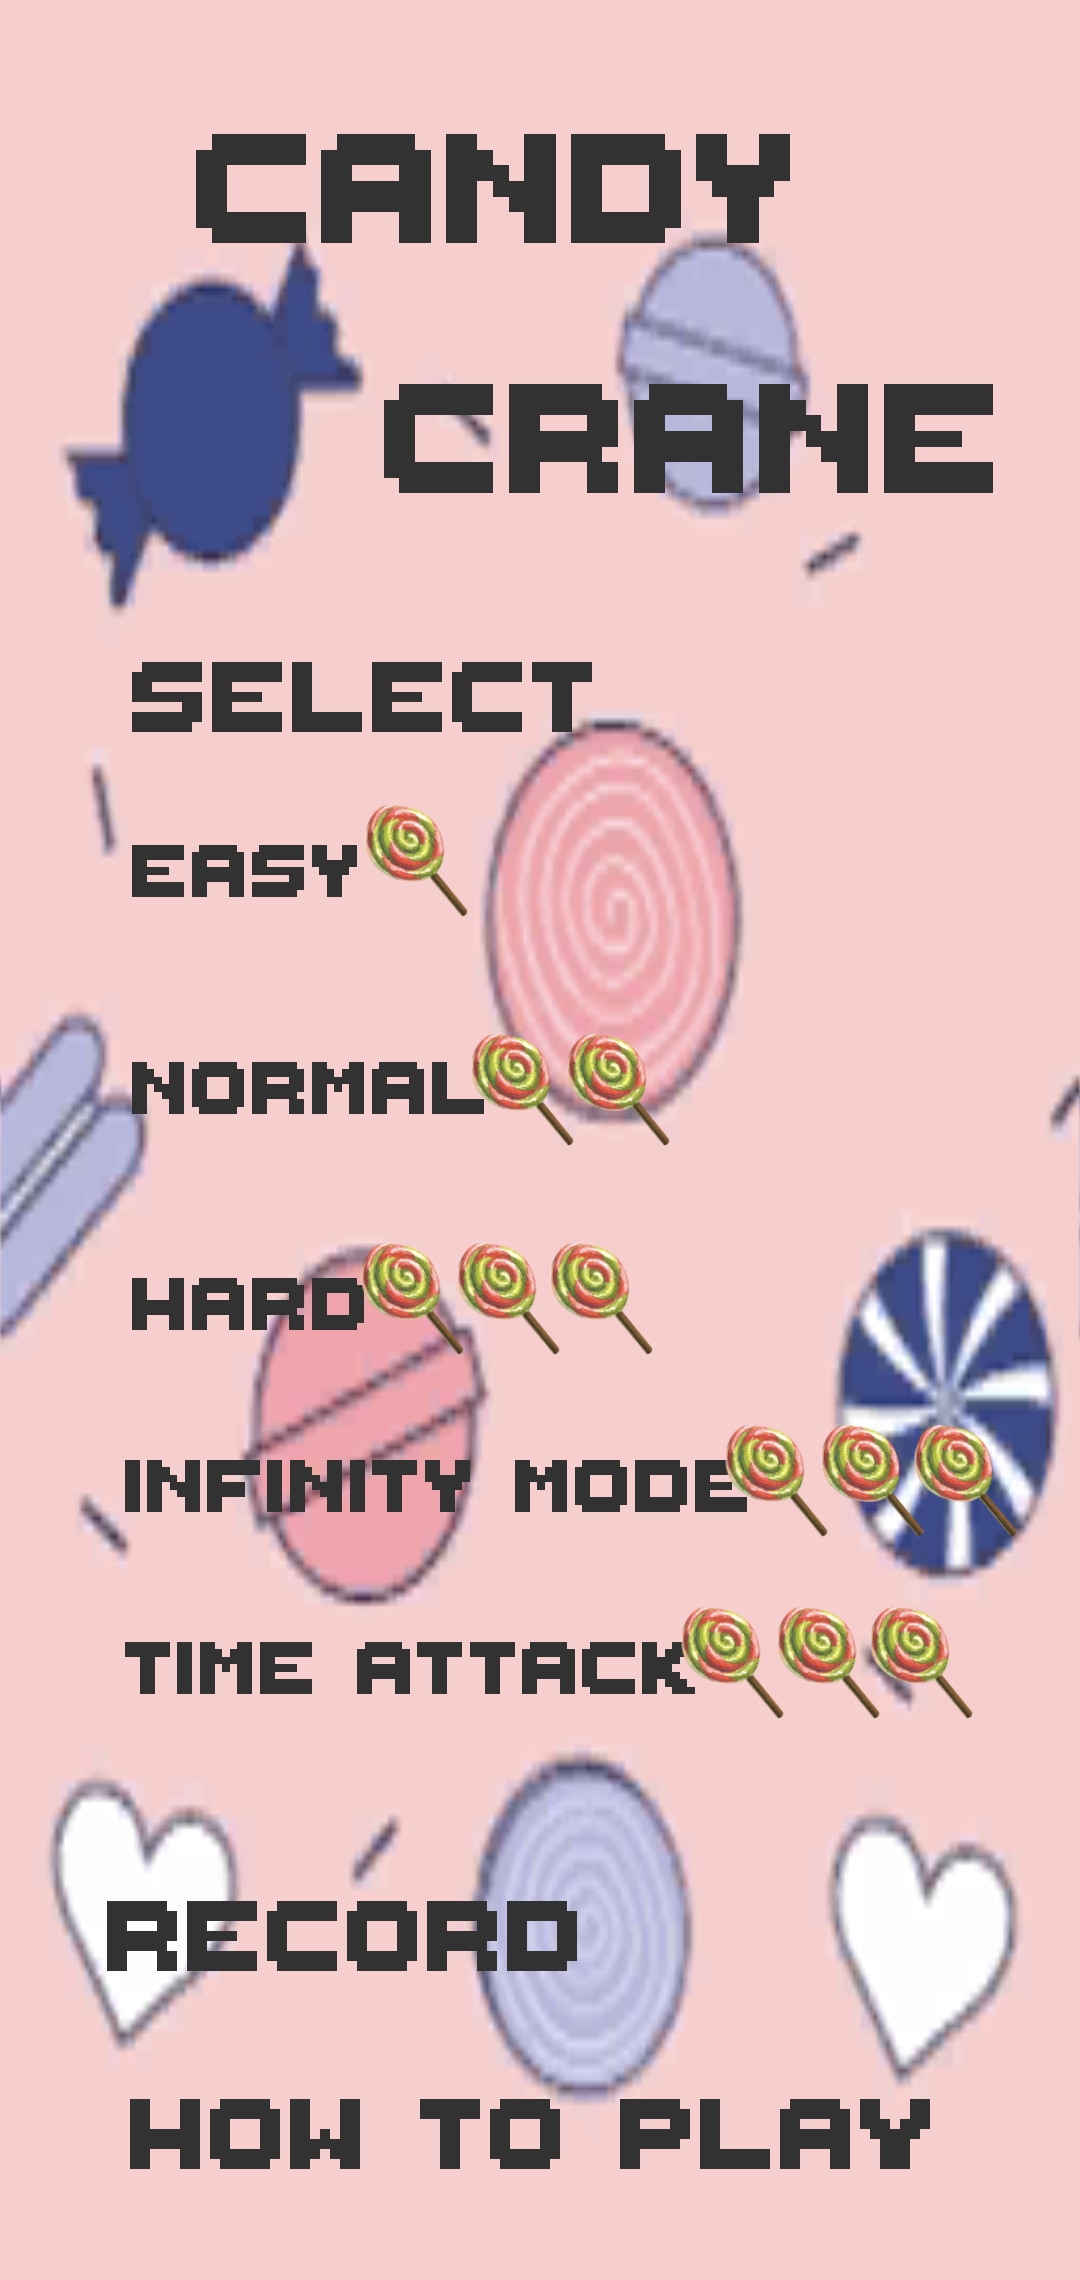 CANDY
CRANE
SELECT
EASY
NORMAL
HARD
INFINITY MODE
TIME ATTACK
RECORD
HOW TO PLAY